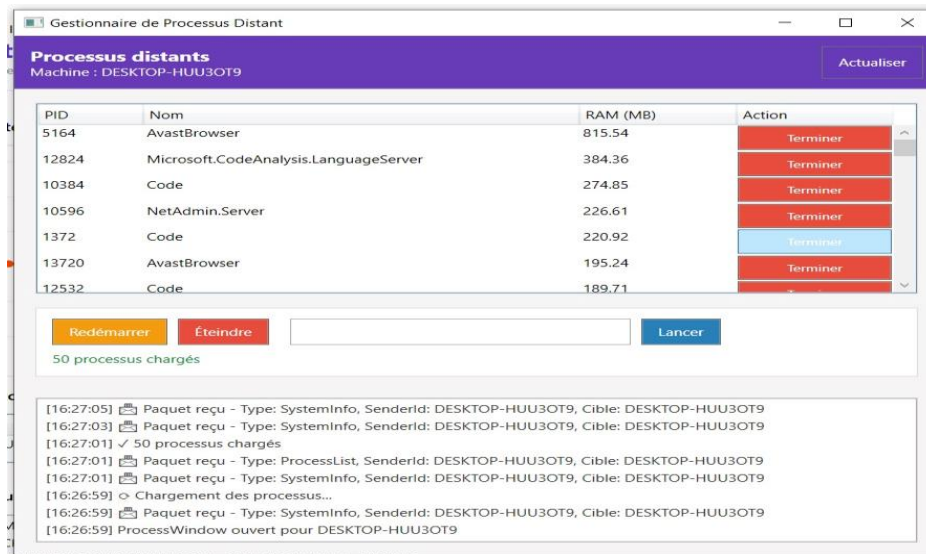 Gestionnaire de Processus Distant
Processus distants
Machine : DESKTOP-HUU3OT9
Actualiser
PID Nom RAM (MB) Action
5164 AvastBrowser 815.54 Terminer
12824 Microsoft.CodeAnalysis.LanguageServer 384.36 Terminer
10384 Code 274.85 Terminer
10596 NetAdmin.Server 226.61 Terminer
1372 Code 220.92 Terminer
13720 AvastBrowser 195.24 Terminer
12532 Code 189.71
Redémarrer Éteindre Lancer
50 processus chargés
[16:27:05] Paquet reçu - Type: SystemInfo, SenderId: DESKTOP-HUU3OT9, Cible: DESKTOP-HUU3OT9
[16:27:03] Paquet reçu - Type: SystemInfo, SenderId: DESKTOP-HUU3OT9, Cible: DESKTOP-HUU3OT9
[16:27:01] ✓ 50 processus chargés
[16:27:01] Paquet reçu - Type: ProcessList, SenderId: DESKTOP-HUU3OT9, Cible: DESKTOP-HUU3OT9
[16:27:01] Paquet reçu - Type: SystemInfo, SenderId: DESKTOP-HUU3OT9, Cible: DESKTOP-HUU3OT9
[16:26:59] Chargement des processus...
[16:26:59] Paquet reçu - Type: SystemInfo, SenderId: DESKTOP-HUU3OT9, Cible: DESKTOP-HUU3OT9
[16:26:59] ProcessWindow ouvert pour DESKTOP-HUU3OT9